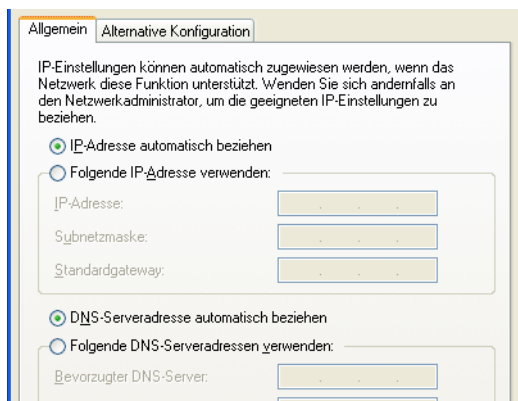 Allgemein
Alternative Konfiguration
IP-Einstellungen können automatisch zugewiesen werden, wenn das
Netzwerk diese Funktion unterstützt. Wenden Sie sich andernfalls an
den Netzwerkadministrator, um die geeigneten IP-Einstellungen zu
beziehen.
IP-Adresse automatisch beziehen
Folgende IP-Adresse verwenden:
IP-Adresse:
Subnetzmaske:
Standardgateway:
DNS-Serveradresse automatisch beziehen
Folgende DNS-Serveradressen verwenden:
Bevorzugter DNS-Server: